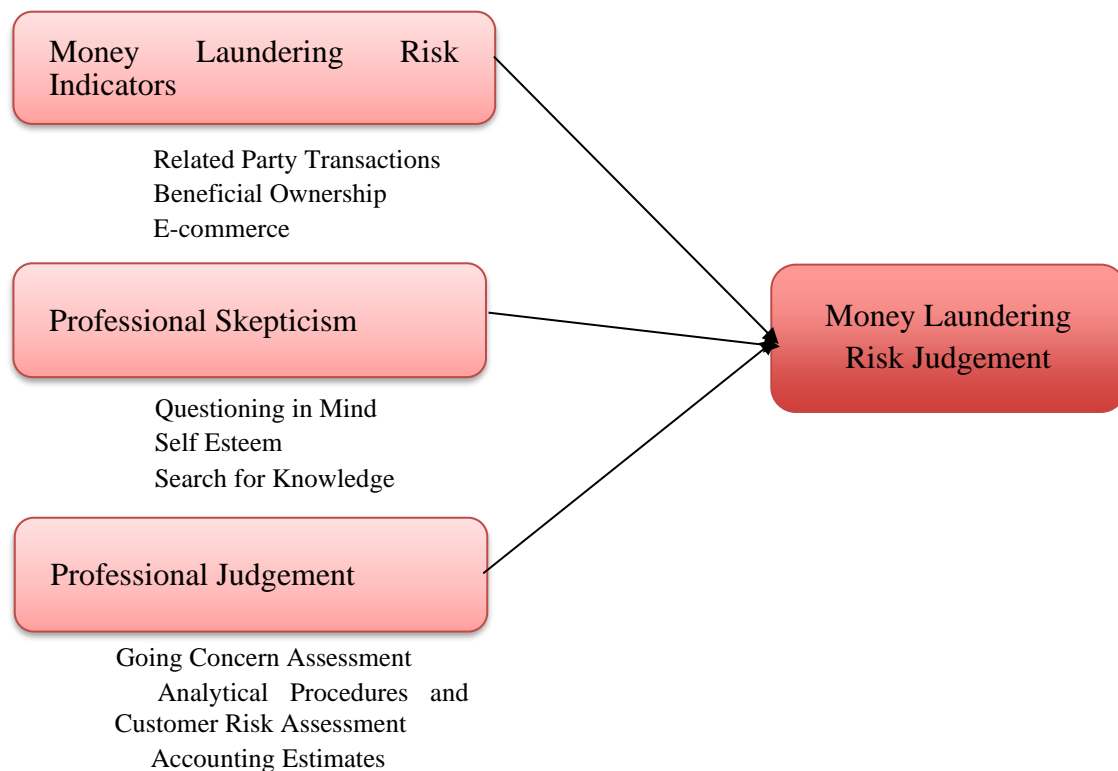 Money Laundering Risk
Indicators
Related Party Transactions
Beneficial Ownership
E-commerce
Professional Skepticism
Questioning in Mind
Self Esteem
Search for Knowledge
Professional Judgement
Going Concern Assessment
Analytical Procedures and
Customer Risk Assessment
Accounting Estimates
Money Laundering
Risk Judgement